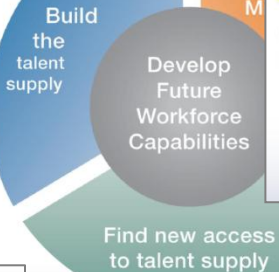 Build
the
talent
supply
M
Develop
Future
Workforce
Capabilities
Find new access
to talent supply